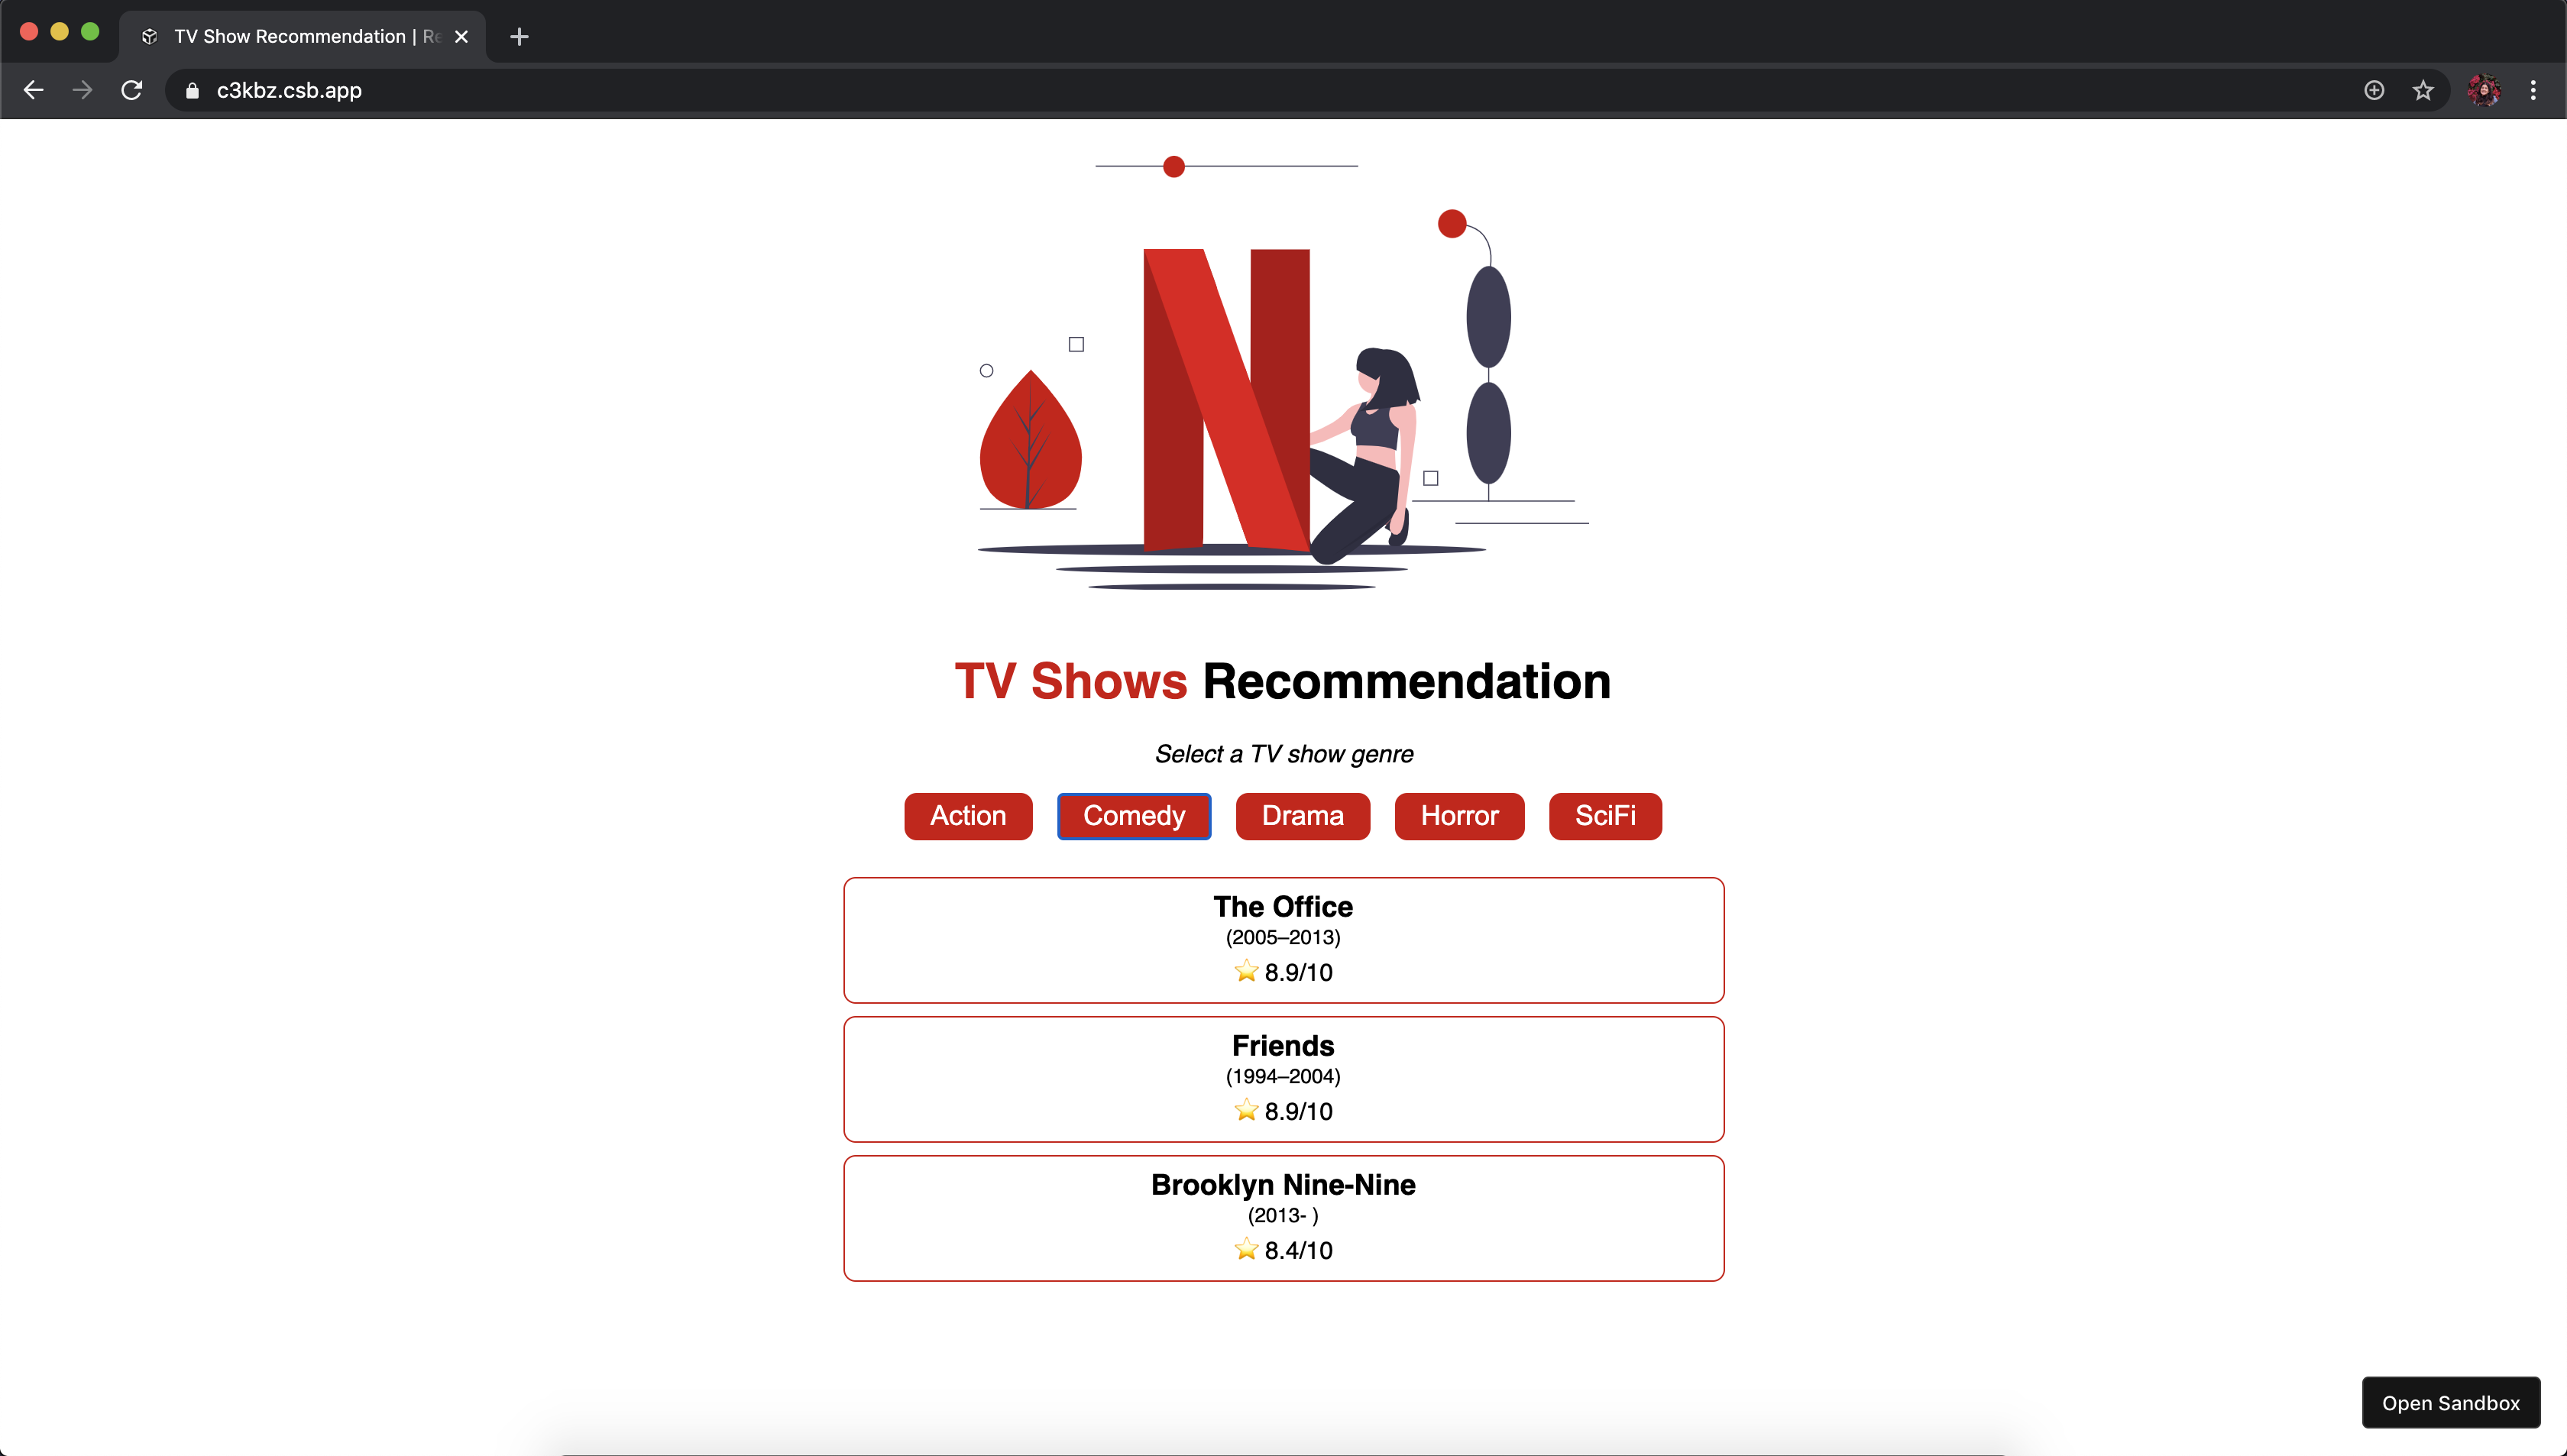 TV Show Recommendation | Re
c3kbz.csb.app
N
TV Shows Recommendation
Select a TV show genre
Action Comedy Drama Horror SciFi
The Office
(2005–2013)
⭐ 8.9/10
Friends
(1994–2004)
⭐ 8.9/10
Brooklyn Nine-Nine
(2013- )
⭐ 8.4/10
Open Sandbox